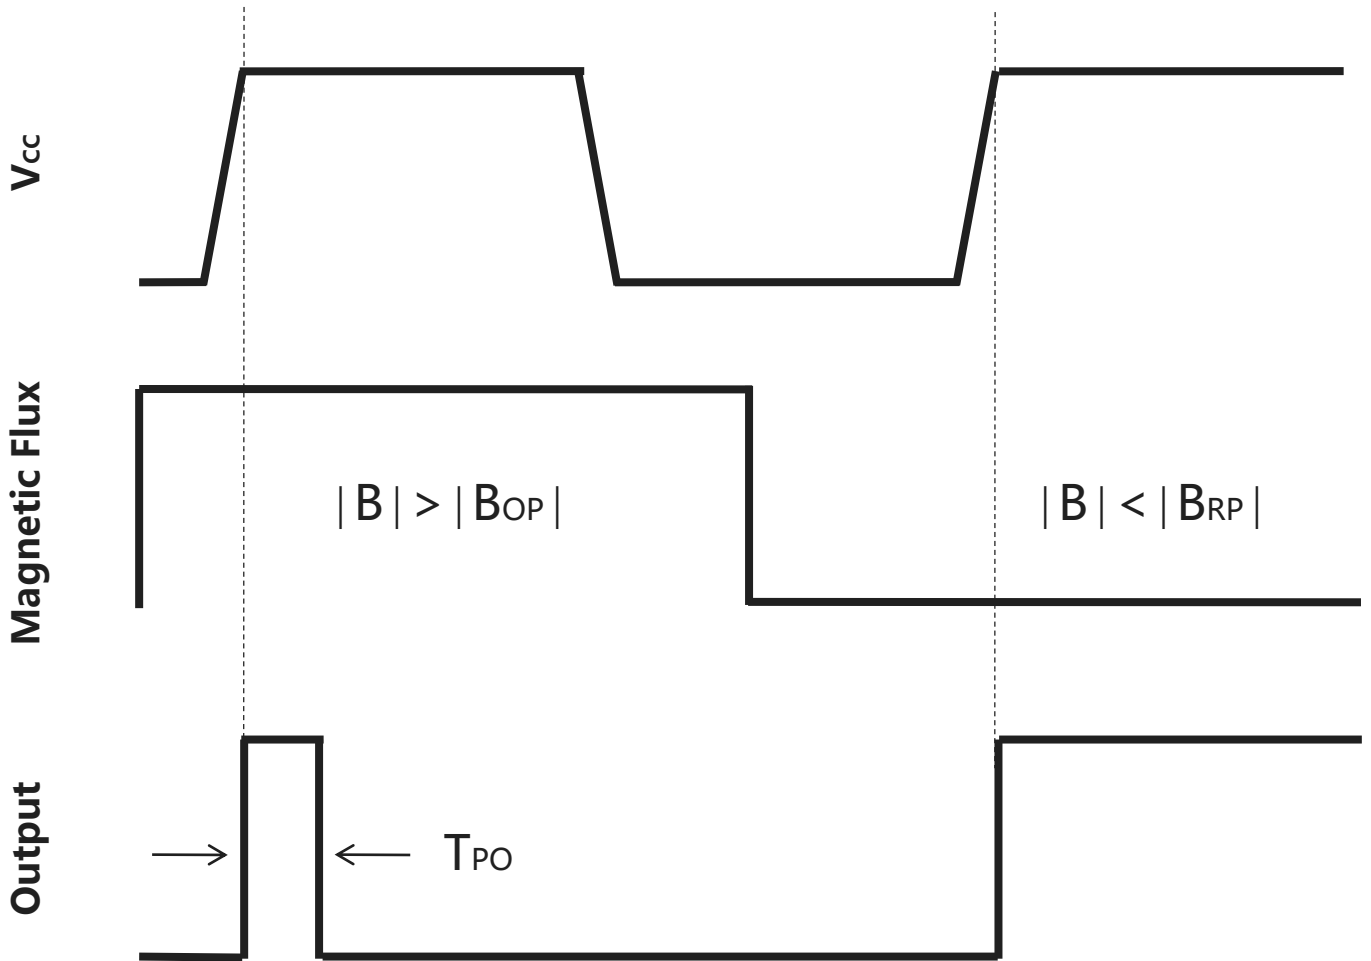 Vcc
Magnetic Flux
|B| > |BOP|
|B| < |BRP|
Output
TPO